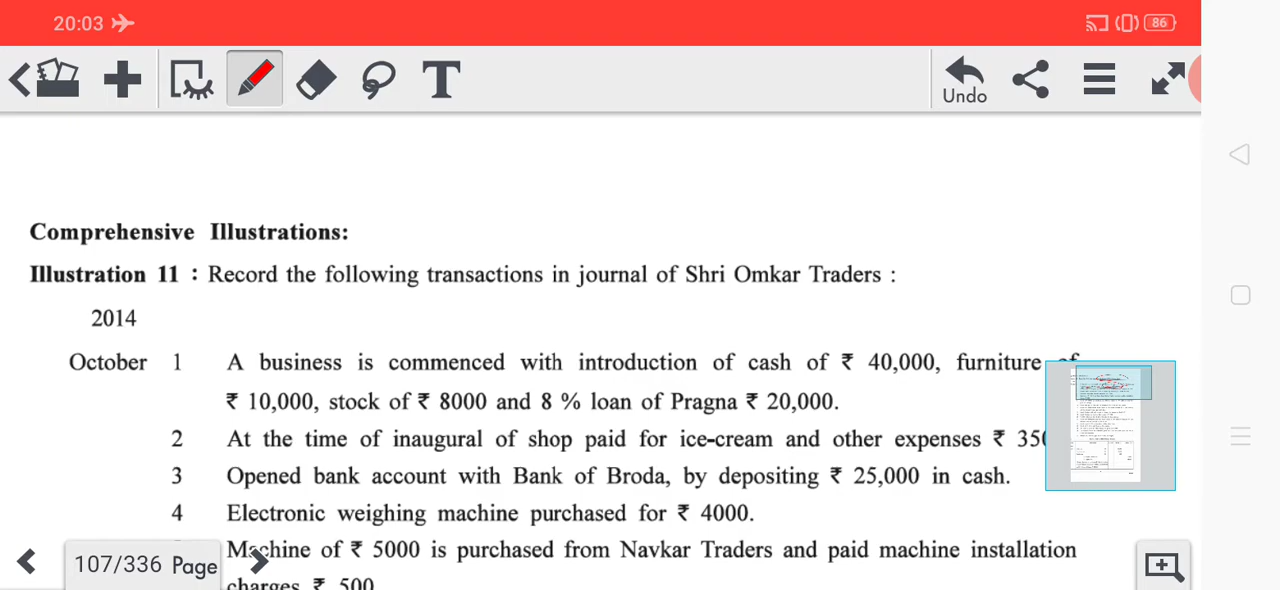 20:03
86
Undo
Comprehensive Illustrations:
Illustration 11 : Record the following transactions in journal of Shri Omkar Traders :
2014
October 1 A business is commenced with introduction of cash of ₹ 40,000, furniture of
₹ 10,000, stock of ₹ 8000 and 8 % loan of Pragna ₹ 20,000.
2 At the time of inaugural of shop paid for ice-cream and other expenses ₹
3 Opened bank account with Bank of Broda, by depositing ₹ 25,000 in cash.
4 Electronic weighing machine purchased for ₹ 4000.
Machine of ₹ 5000 is purchased from Navkar Traders and paid machine installation
charges ₹ 500
107/336 Page